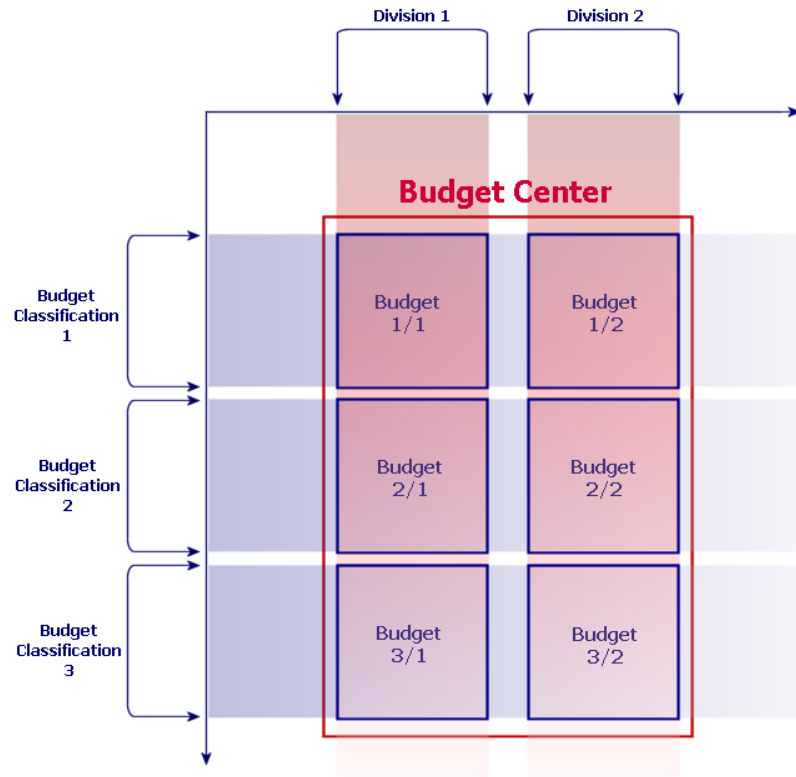 Division 1
Division 2
Budget Center
Budget
Classification
1
Budget
1/1
Budget
1/2
Budget
Classification
2
Budget
2/1
Budget
2/2
Budget
Classification
3
Budget
3/1
Budget
3/2